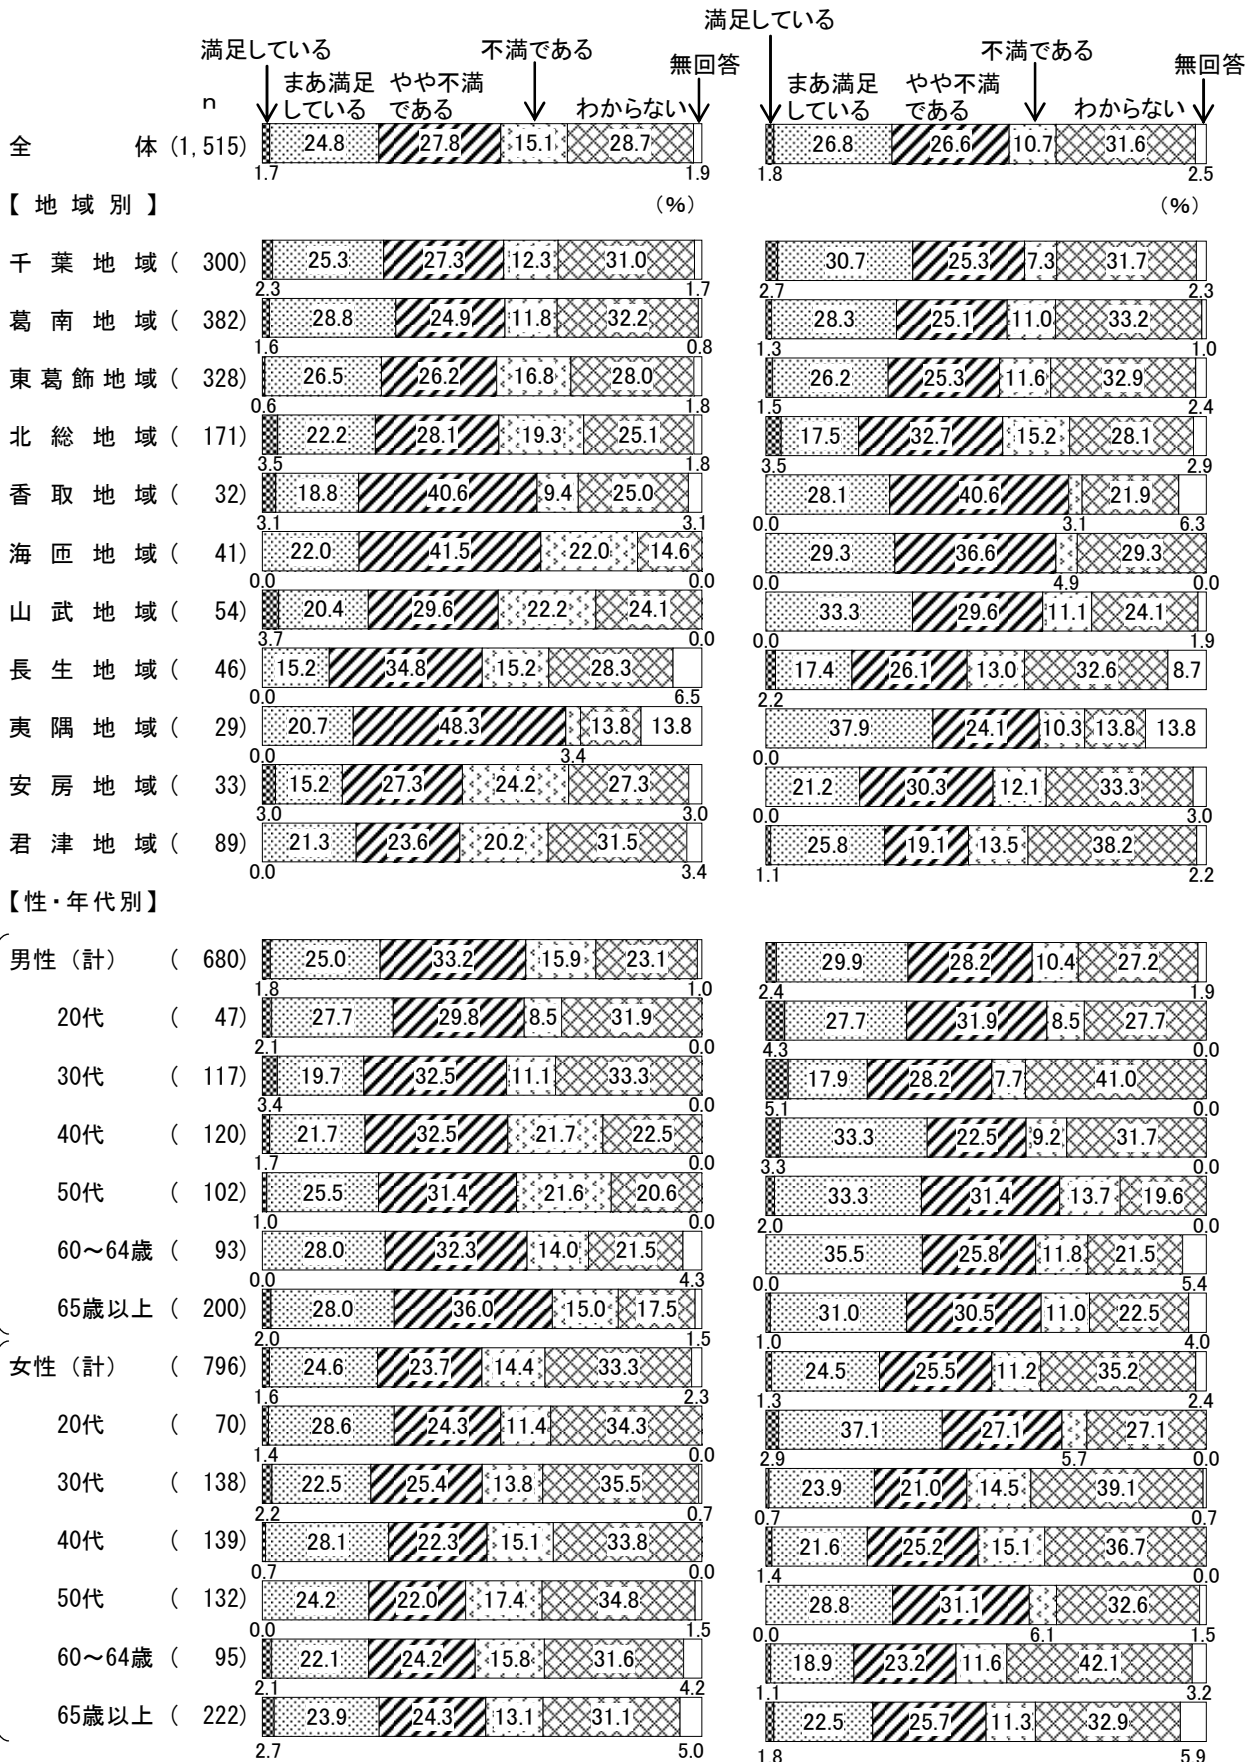 満足している
満足している 不満である 不満である
無回答 無回答
まあ満足 やや不満 まあ満足 やや不満
n している である わからない している である わからない
全体 (1,515) 24.8 27.8 15.1 28.7 26.8 26.6 10.7 31.6
1.7 1.9 1.8 2.5
【地域別】 (%) (%)
千葉地域 ( 300) 25.3 27.3 12.3 31.0 30.7 25.3 7.3 31.7
2.3 1.7 2.7 2.3
葛南地域 ( 382) 28.8 24.9 11.8 32.2 28.3 25.1 11.0 33.2
1.6 0.8 1.3 1.0
東葛飾地域 ( 328) 26.5 26.2 16.8 28.0 26.2 25.3 11.6 32.9
0.6 1.8 1.5 2.4
北総地域 ( 171) 22.2 28.1 19.3 25.1 17.5 32.7 15.2 28.1
3.5 1.8 3.5 2.9
香取地域 ( 32) 18.8 40.6 9.4 25.0 28.1 40.6 21.9
3.1 3.1 0.0 3.1 6.3
海匝地域 ( 41) 22.0 41.5 22.0 14.6 29.3 36.6 29.3
0.0 0.0 0.0 4.9 0.0
山武地域 ( 54) 20.4 29.6 22.2 24.1 33.3 29.6 11.1 24.1
3.7 0.0 0.0 1.9
長生地域 ( 46) 15.2 34.8 15.2 28.3 17.4 26.1 13.0 32.6 8.7
0.0 6.5 2.2
夷隅地域 ( 29) 20.7 48.3 13.8 13.8 37.9 24.1 10.3 13.8 13.8
0.0 3.4 0.0
安房地域 ( 33) 15.2 27.3 24.2 27.3 21.2 30.3 12.1 33.3
3.0 3.0 0.0 3.0
君津地域 ( 89) 21.3 23.6 20.2 31.5 25.8 19.1 13.5 38.2
0.0 3.4 1.1 2.2
【性・年代別】
男性(計) ( 680) 25.0 33.2 15.9 23.1 29.9 28.2 10.4 27.2
1.8 1.0 2.4 1.9
20代 ( 47) 27.7 29.8 8.5 31.9 27.7 31.9 8.5 27.7
2.1 0.0 4.3 0.0
30代 ( 117) 19.7 32.5 11.1 33.3 17.9 28.2 7.7 41.0
3.4 0.0 5.1 0.0
40代 ( 120) 21.7 32.5 21.7 22.5 33.3 22.5 9.2 31.7
1.7 0.0 3.3 0.0
50代 ( 102) 25.5 31.4 21.6 20.6 33.3 31.4 13.7 19.6
1.0 0.0 2.0 0.0
60～64歳 ( 93) 28.0 32.3 14.0 21.5 35.5 25.8 11.8 21.5
0.0 4.3 0.0 5.4
65歳以上 ( 200) 28.0 36.0 15.0 17.5 31.0 30.5 11.0 22.5
2.0 1.5 1.0 4.0
女性(計) ( 796) 24.6 23.7 14.4 33.3 24.5 25.5 11.2 35.2
1.6 2.3 1.3 2.4
20代 ( 70) 28.6 24.3 11.4 34.3 37.1 27.1 27.1
1.4 0.0 2.9 5.7 0.0
30代 ( 138) 22.5 25.4 13.8 35.5 23.9 21.0 14.5 39.1
2.2 0.7 0.7 0.7
40代 ( 139) 28.1 22.3 15.1 33.8 21.6 25.2 15.1 36.7
0.7 0.0 1.4 0.0
50代 ( 132) 24.2 22.0 17.4 34.8 28.8 31.1 32.6
0.0 1.5 0.0 6.1 1.5
60～64歳 ( 95) 22.1 24.2 15.8 31.6 18.9 23.2 11.6 42.1
2.1 4.2 1.1 3.2
65歳以上 ( 222) 23.9 24.3 13.1 31.1 22.5 25.7 11.3 32.9
2.7 5.0 1.8 5.9